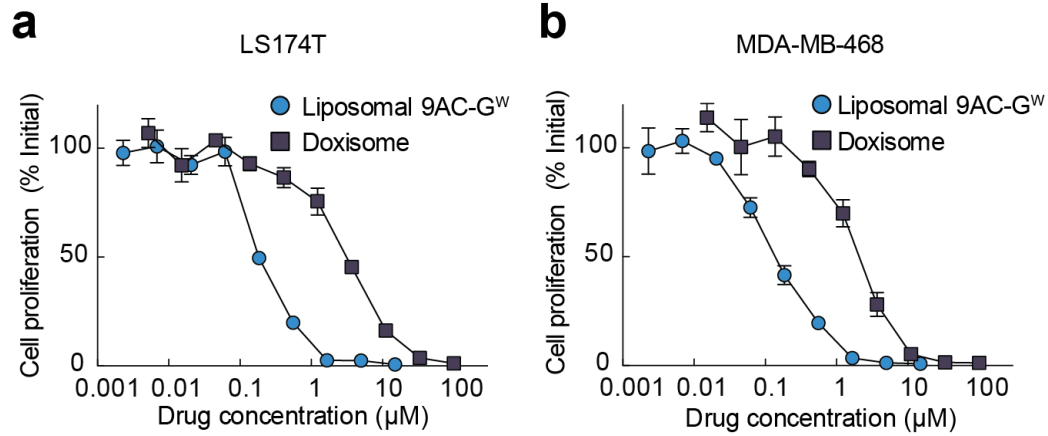 a
LS174T
Liposomal 9AC-Gᵂ
Doxisome
Cell proliferation (% Initial)
100
50
0
0.001 0.01 0.1 1 10 100
Drug concentration (µM)
b
MDA-MB-468
Liposomal 9AC-Gᵂ
Doxisome
Cell proliferation (% Initial)
100
50
0
0.001 0.01 0.1 1 10 100
Drug concentration (µM)